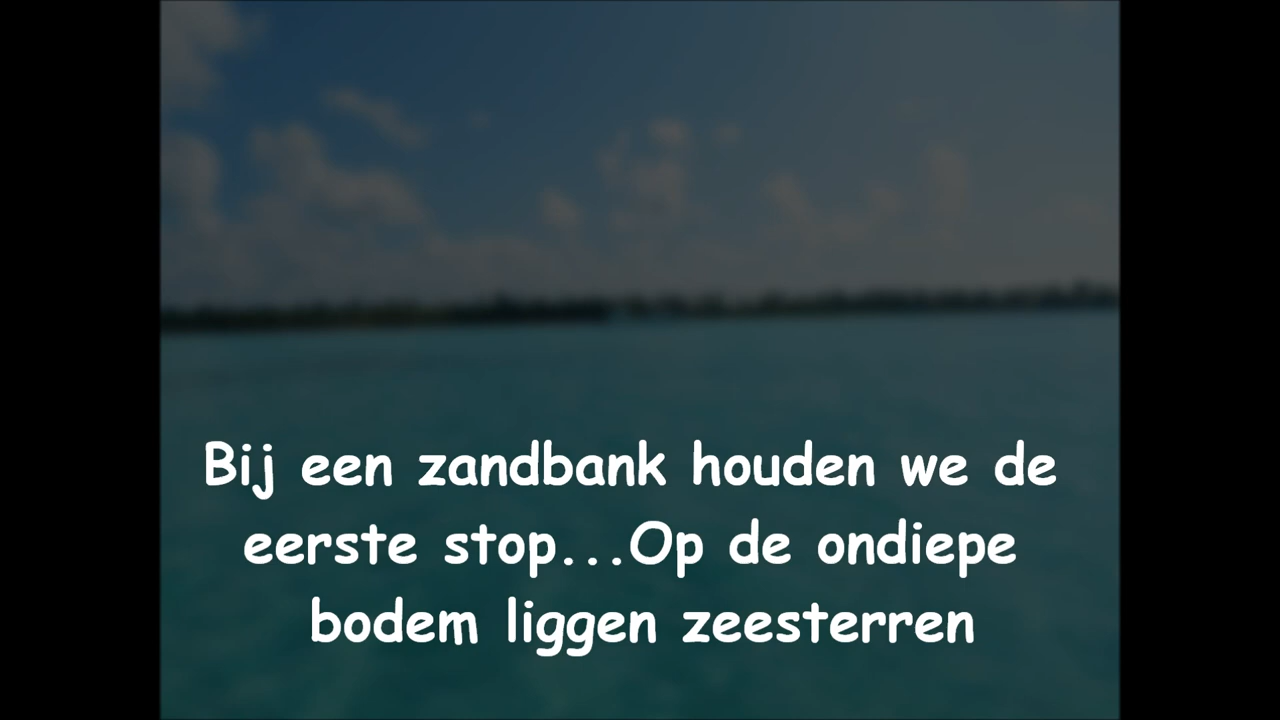 Bij een zandbank houden we de
eerste stop...Op de ondiepe
bodem liggen zeesterren